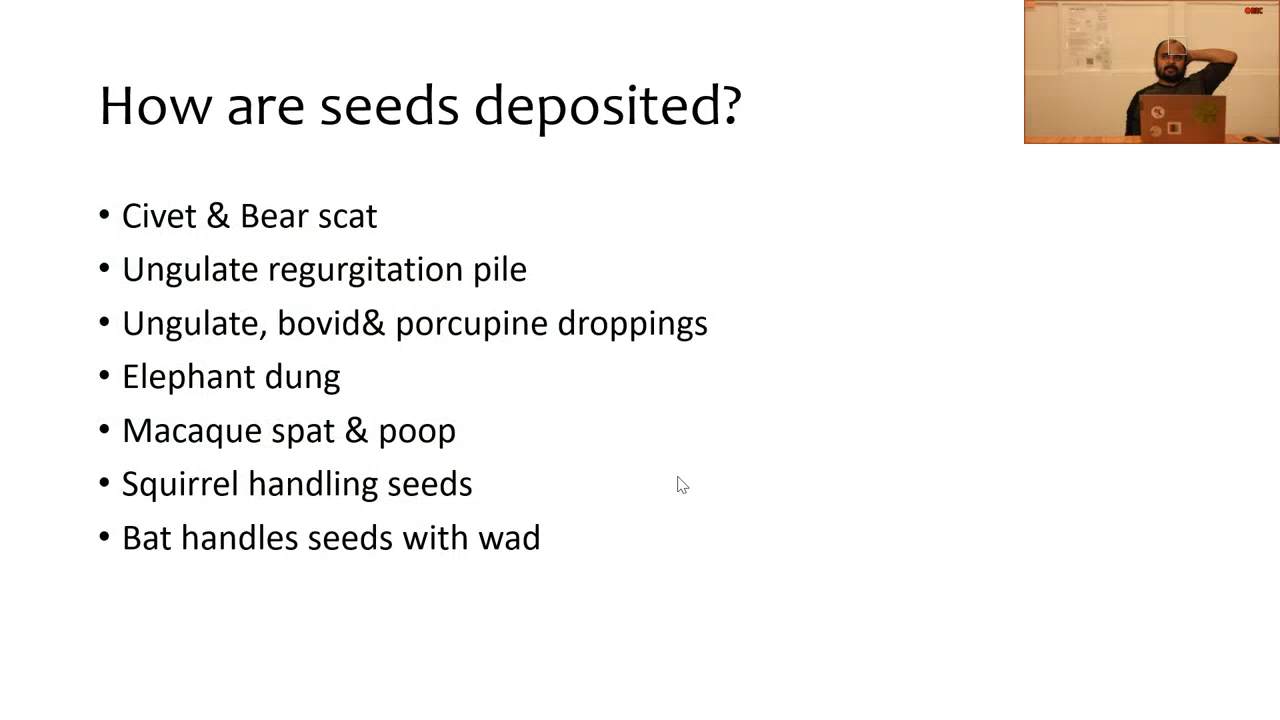 How are seeds deposited?
• Civet & Bear scat
• Ungulate regurgitation pile
• Ungulate, bovid& porcupine droppings
• Elephant dung
• Macaque spat & poop
• Squirrel handling seeds
• Bat handles seeds with wad